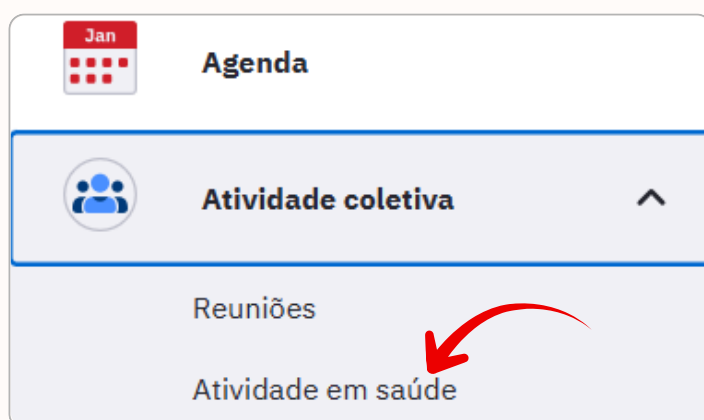 Jan
Agenda
Atividade coletiva
Reuniões
Atividade em saúde